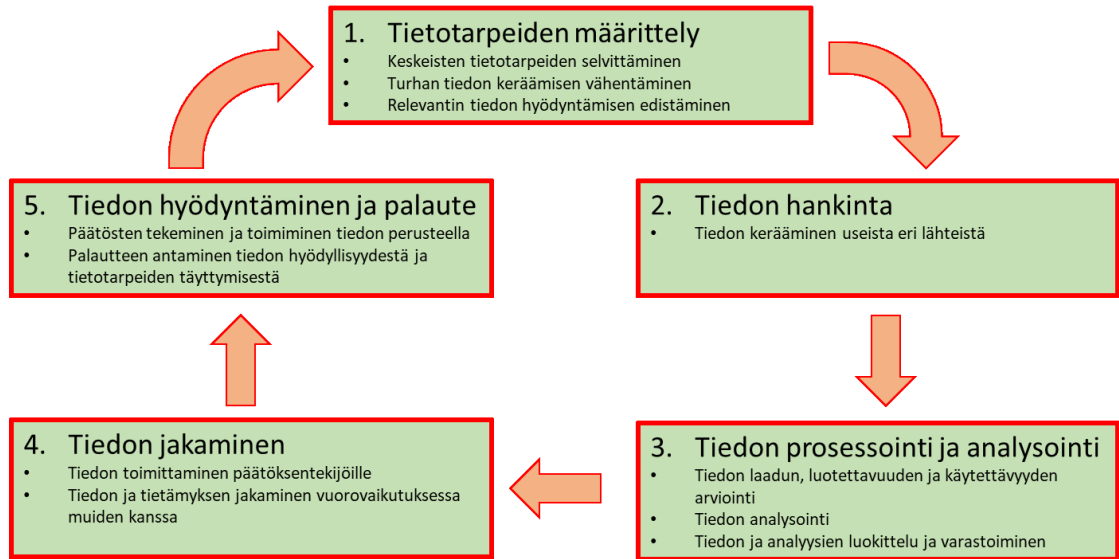 1. Tietotarpeiden määrittely
• Keskeisten tietotarpeiden selvittäminen
• Turhan tiedon keräämisen vähentäminen
• Relevantin tiedon hyödyntämisen edistäminen
2. Tiedon hankinta
• Tiedon kerääminen useista eri lähteistä
3. Tiedon prosessointi ja analysointi
• Tiedon laadun, luotettavuuden ja käytettävyyden
arviointi
• Tiedon analysointi
• Tiedon ja analyysien luokittelu ja varastoiminen
4. Tiedon jakaminen
• Tiedon toimittaminen päätöksentekijöille
• Tiedon ja tietämyksen jakaminen vuorovaikutuksessa
muiden kanssa
5. Tiedon hyödyntäminen ja palaute
• Päätösten tekeminen ja toimiminen tiedon perusteella
• Palautteen antaminen tiedon hyödyllisyydestä ja
tietotarpeiden täyttymisestä